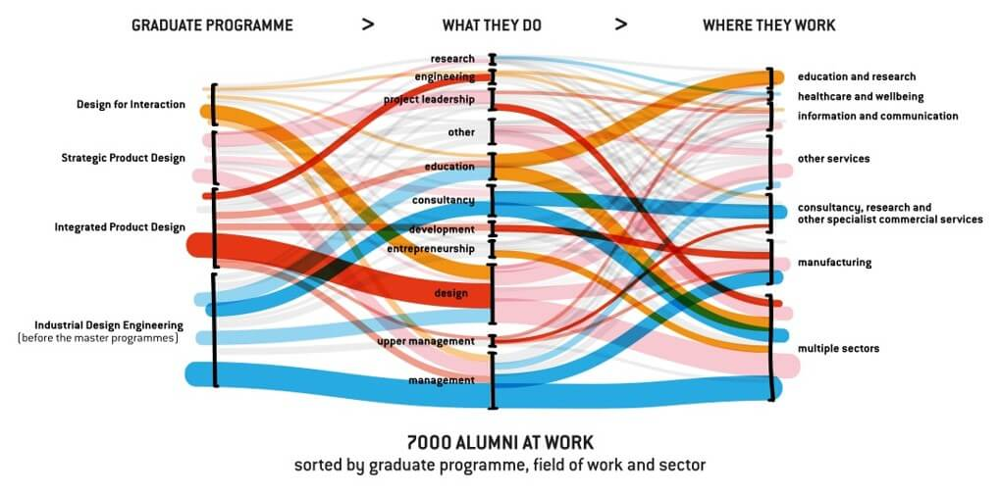 GRADUATE PROGRAMME > WHAT THEY DO > WHERE THEY WORK
Design for Interaction
Strategic Product Design
Integrated Product Design
Industrial Design Engineering
(before the master programmes)
research
engineering
project leadership
other
education
consultancy
development
entrepreneurship
design
upper management
management
education and research
healthcare and wellbeing
information and communication
other services
consultancy, research and
other specialist commercial services
manufacturing
multiple sectors
7000 ALUMNI AT WORK
sorted by graduate programme, field of work and sector